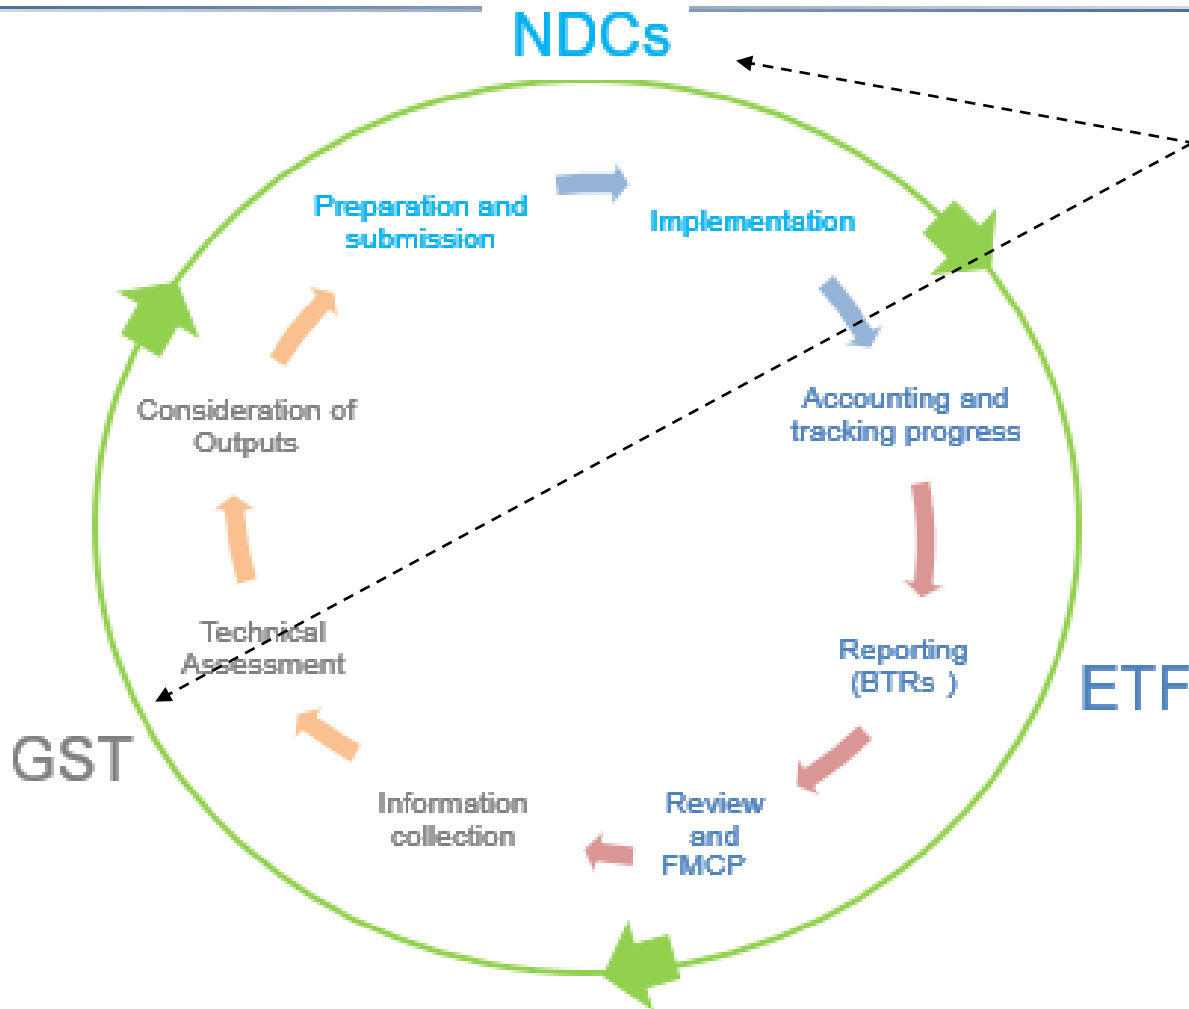 NDCs
Preparation and
submission
Implementation
Accounting and
tracking progress
Reporting
(BTRs )
ETF
Review
and
FMCP
Information
collection
GST
Technical
Assessment
Consideration of
Outputs